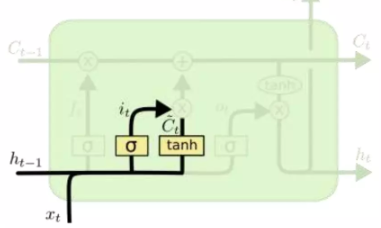 C_{t-1}
C_t
tanh
f_t
i_t
C̃_t
o_t
σ
σ
tanh
σ
h_{t-1}
h_t
x_t